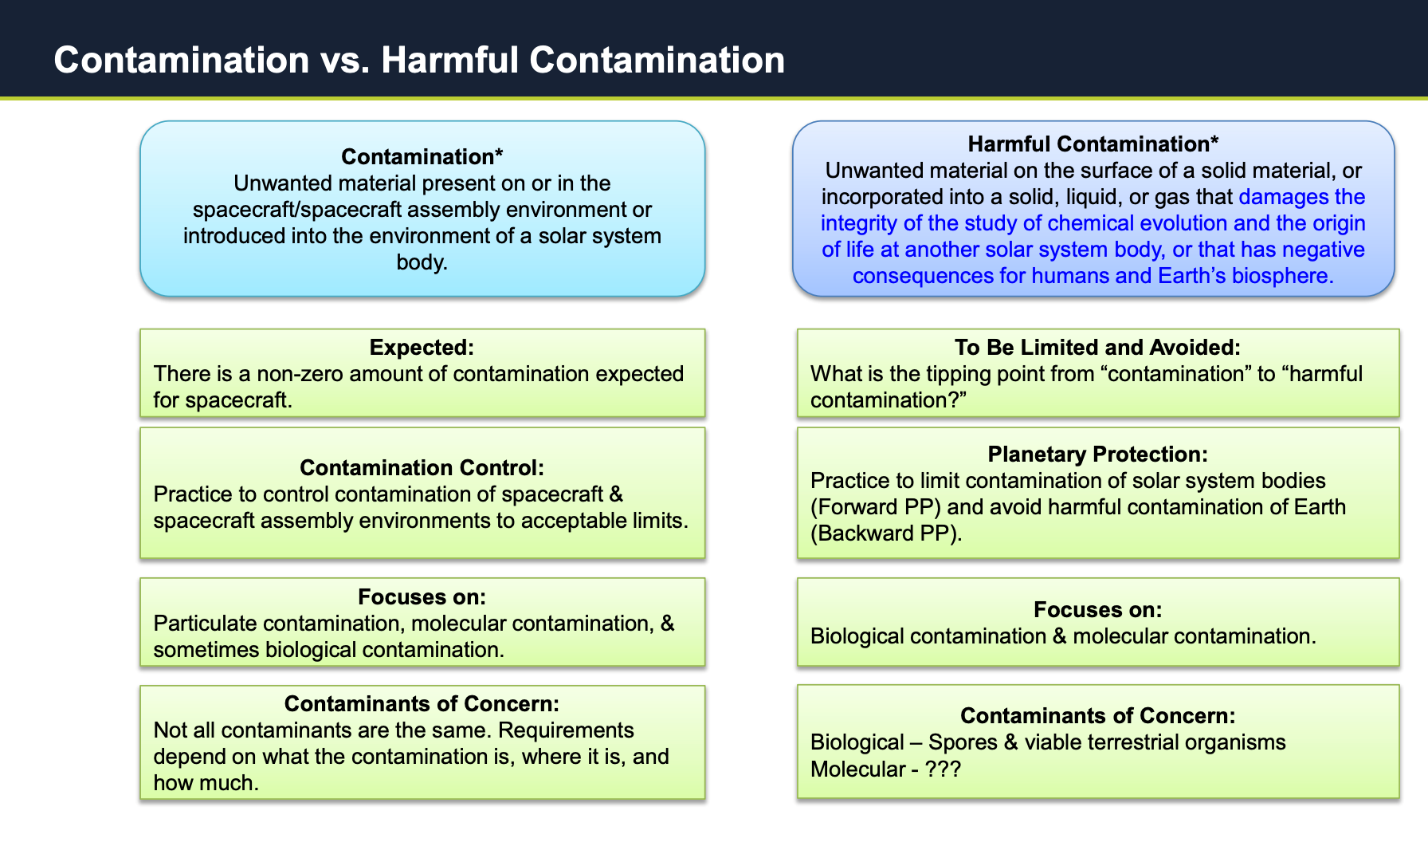 Contamination vs. Harmful Contamination
Contamination*
Unwanted material present on or in the
spacecraft/spacecraft assembly environment or
introduced into the environment of a solar system
body.
Harmful Contamination*
Unwanted material on the surface of a solid material, or
incorporated into a solid, liquid, or gas that damages the
integrity of the study of chemical evolution and the origin
of life at another solar system body, or that has negative
consequences for humans and Earth’s biosphere.
Expected:
There is a non-zero amount of contamination expected
for spacecraft.
To Be Limited and Avoided:
What is the tipping point from “contamination” to “harmful
contamination?”
Contamination Control:
Practice to control contamination of spacecraft &
spacecraft assembly environments to acceptable limits.
Planetary Protection:
Practice to limit contamination of solar system bodies
(Forward PP) and avoid harmful contamination of Earth
(Backward PP).
Focuses on:
Particulate contamination, molecular contamination, &
sometimes biological contamination.
Focuses on:
Biological contamination & molecular contamination.
Contaminants of Concern:
Not all contaminants are the same. Requirements
depend on what the contamination is, where it is, and
how much.
Contaminants of Concern:
Biological – Spores & viable terrestrial organisms
Molecular - ???